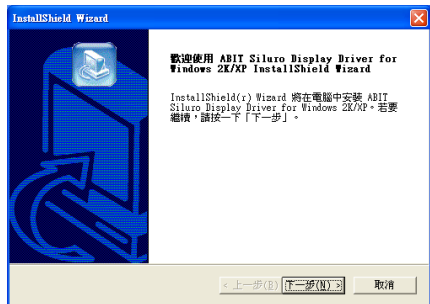 InstallShield Wizard
歡迎使用 ABIT Siluro Display Driver for
Windows 2K/XP InstallShield Wizard
InstallShield(r) Wizard 將在電腦中安裝 ABIT
Siluro Display Driver for Windows 2K/XP。若要
繼續，請按一下「下一步」。
< 上一步(B) 下一步(N) > 取消